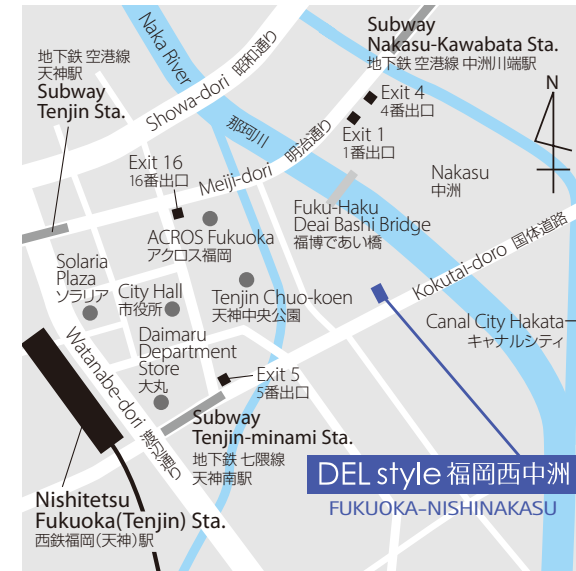 Subway
Nakasu-Kawabata Sta.
地下鉄 空港線 中洲川端駅
Naka River
那珂川
Showa-dori 昭和通り
地下鉄 空港線
天神駅
Subway
Tenjin Sta.
Exit 4
4番出口
Exit 1
1番出口
N
Meiji-dori 明治通り
Exit 16
16番出口
Nakasu
中洲
Fuku-Haku
Deai Bashi Bridge
福博であい橋
ACROS Fukuoka
アクロス福岡
Kokutai-doro 国体道路
Solaria
Plaza
ソラリア
City Hall
市役所
Tenjin Chuo-koen
天神中央公園
Canal City Hakata
キャナルシティ
Daimaru
Department
Store
大丸
Watanabe-dori 渡辺通り
Exit 5
5番出口
Subway
Tenjin-minami Sta.
地下鉄 七隈線
天神南駅
DEL style 福岡西中洲
FUKUOKA-NISHINAKASU
Nishitetsu
Fukuoka(Tenjin) Sta.
西鉄福岡(天神)駅